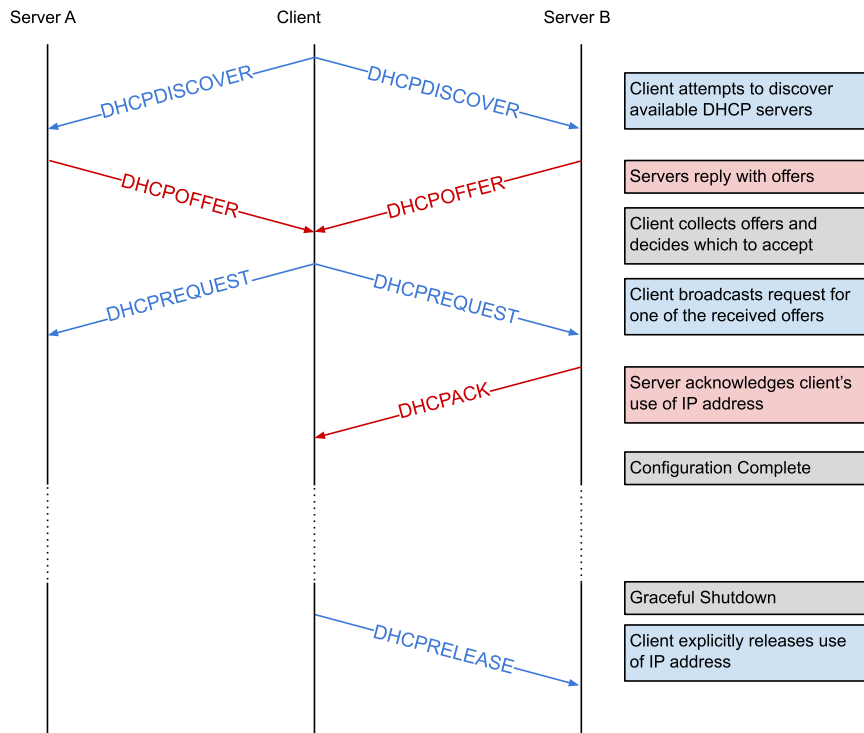 Server A
Client
Server B
DHCPDISCOVER
DHCPDISCOVER
Client attempts to discover
available DHCP servers
DHCPOFFER
DHCPOFFER
Servers reply with offers
Client collects offers and
decides which to accept
DHCPREQUEST
DHCPREQUEST
Client broadcasts request for
one of the received offers
DHCPACK
Server acknowledges client’s
use of IP address
Configuration Complete
Graceful Shutdown
DHCPRELEASE
Client explicitly releases use
of IP address